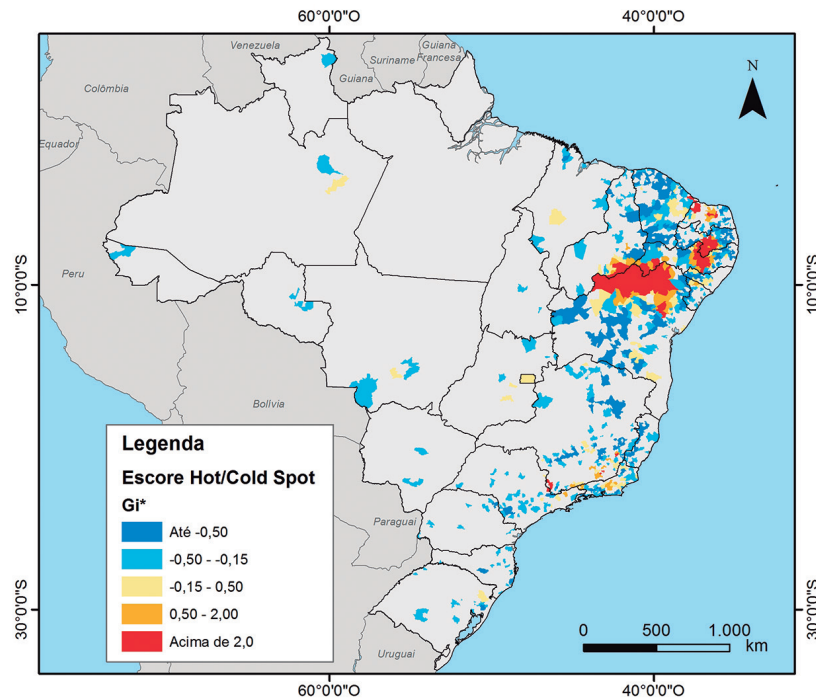 60°0'0"O
40°0'0"O
Venezuela
Guiana
Suriname
Guiana
Francesa
Colômbia
Equador
N
Peru
10°0'0"S
10°0'0"S
Bolívia
Legenda
Escore Hot/Cold Spot
Gi*
Até -0,50
-0,50 - -0,15
-0,15 - 0,50
0,50 - 2,00
Acima de 2,0
Paraguai
30°0'0"S
30°0'0"S
0 500 1.000
km
Uruguai
60°0'0"O
40°0'0"O